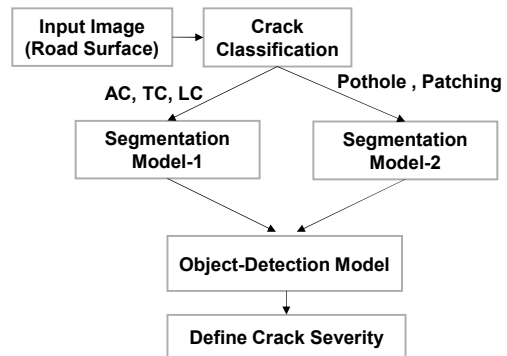 Input Image
(Road Surface)
Crack
Classification
AC, TC, LC
Pothole , Patching
Segmentation
Model-1
Segmentation
Model-2
Object-Detection Model
Define Crack Severity